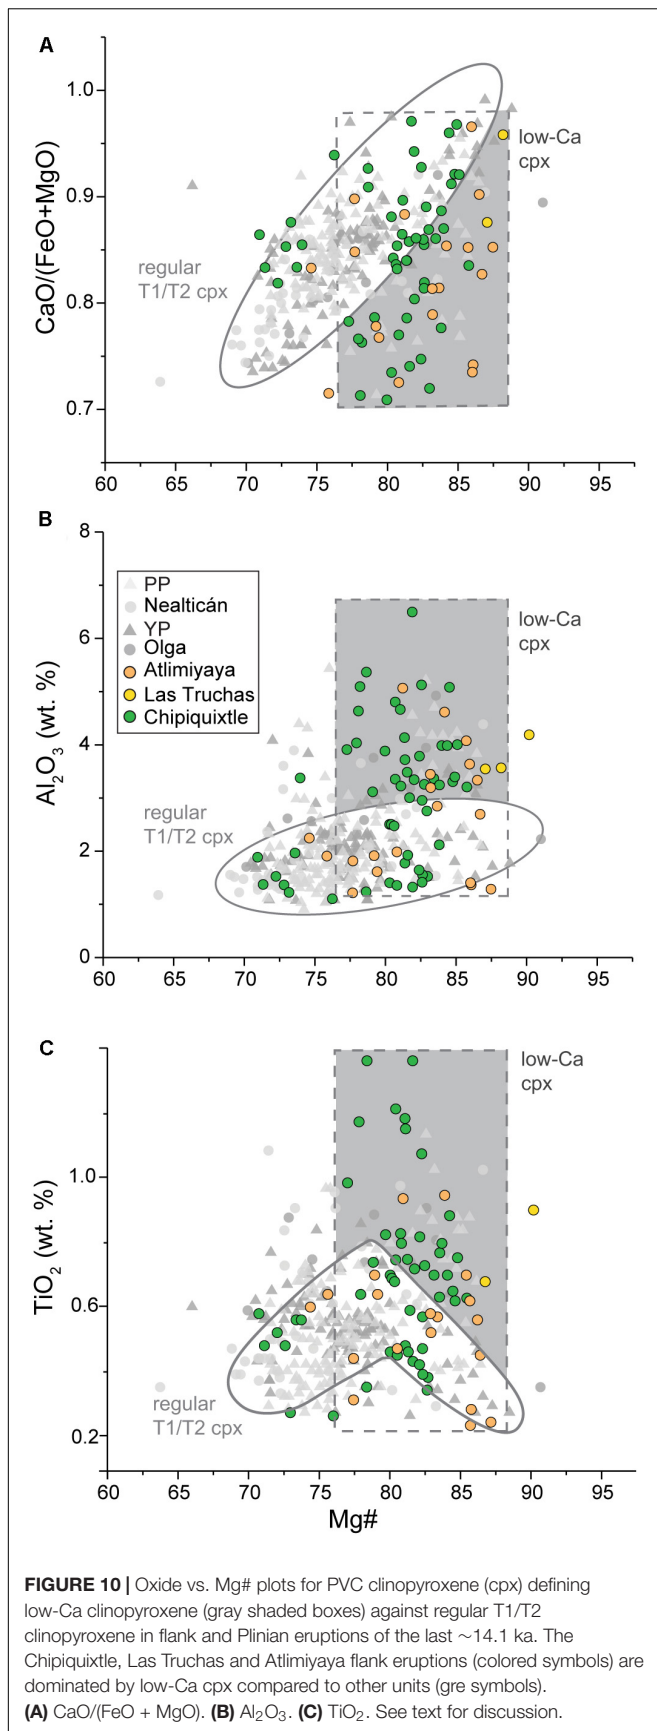 A
1.0
0.9
0.8
0.7
CaO/(FeO+MgO)
low-Ca
cpx
regular
T1/T2 cpx
60 65 70 75 80 85 90 95
B
8
6
4
2
0
Al₂O₃ (wt. %)
PP
Nealticán
YP
Olga
Atlimiyaya
Las Truchas
Chipiquixtle
low-Ca
cpx
regular
T1/T2 cpx
60 65 70 75 80 85 90 95
C
1.0
0.6
0.2
TiO₂ (wt. %)
low-Ca
cpx
regular
T1/T2 cpx
60 65 70 75 80 85 90 95
Mg#
FIGURE 10 | Oxide vs. Mg# plots for PVC clinopyroxene (cpx) defining
low-Ca clinopyroxene (gray shaded boxes) against regular T1/T2
clinopyroxene in flank and Plinian eruptions of the last ∼14.1 ka. The
Chipiquixtle, Las Truchas and Atlimiyaya flank eruptions (colored symbols) are
dominated by low-Ca cpx compared to other units (gre symbols).
(A) CaO/(FeO + MgO). (B) Al₂O₃. (C) TiO₂. See text for discussion.